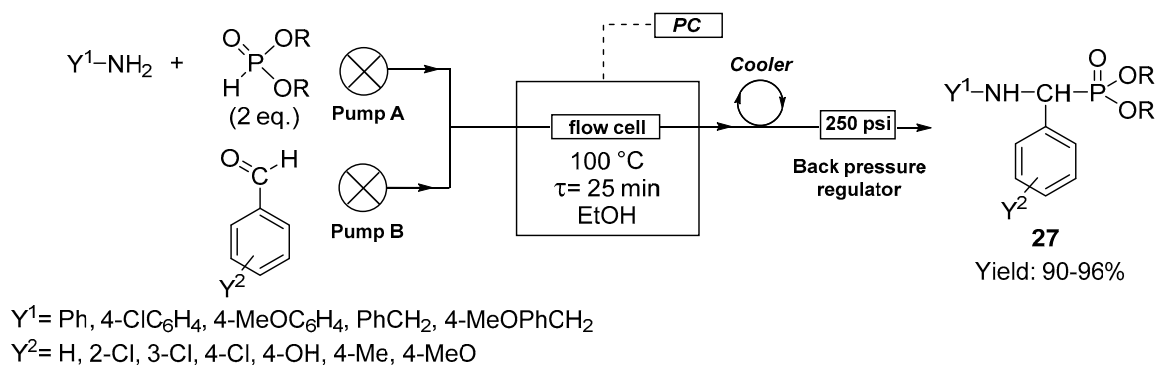 Y1–NH2 + O OR P H OR
(2 eq.)
O H C
Y2
Pump A
Pump B
PC
flow cell
100 °C
τ= 25 min
EtOH
Cooler
250 psi
Back pressure
regulator
Y1–NH–CH–P O OR OR
Y2
27
Yield: 90-96%
Y1= Ph, 4-ClC6H4, 4-MeOC6H4, PhCH2, 4-MeOPhCH2
Y2= H, 2-Cl, 3-Cl, 4-Cl, 4-OH, 4-Me, 4-MeO